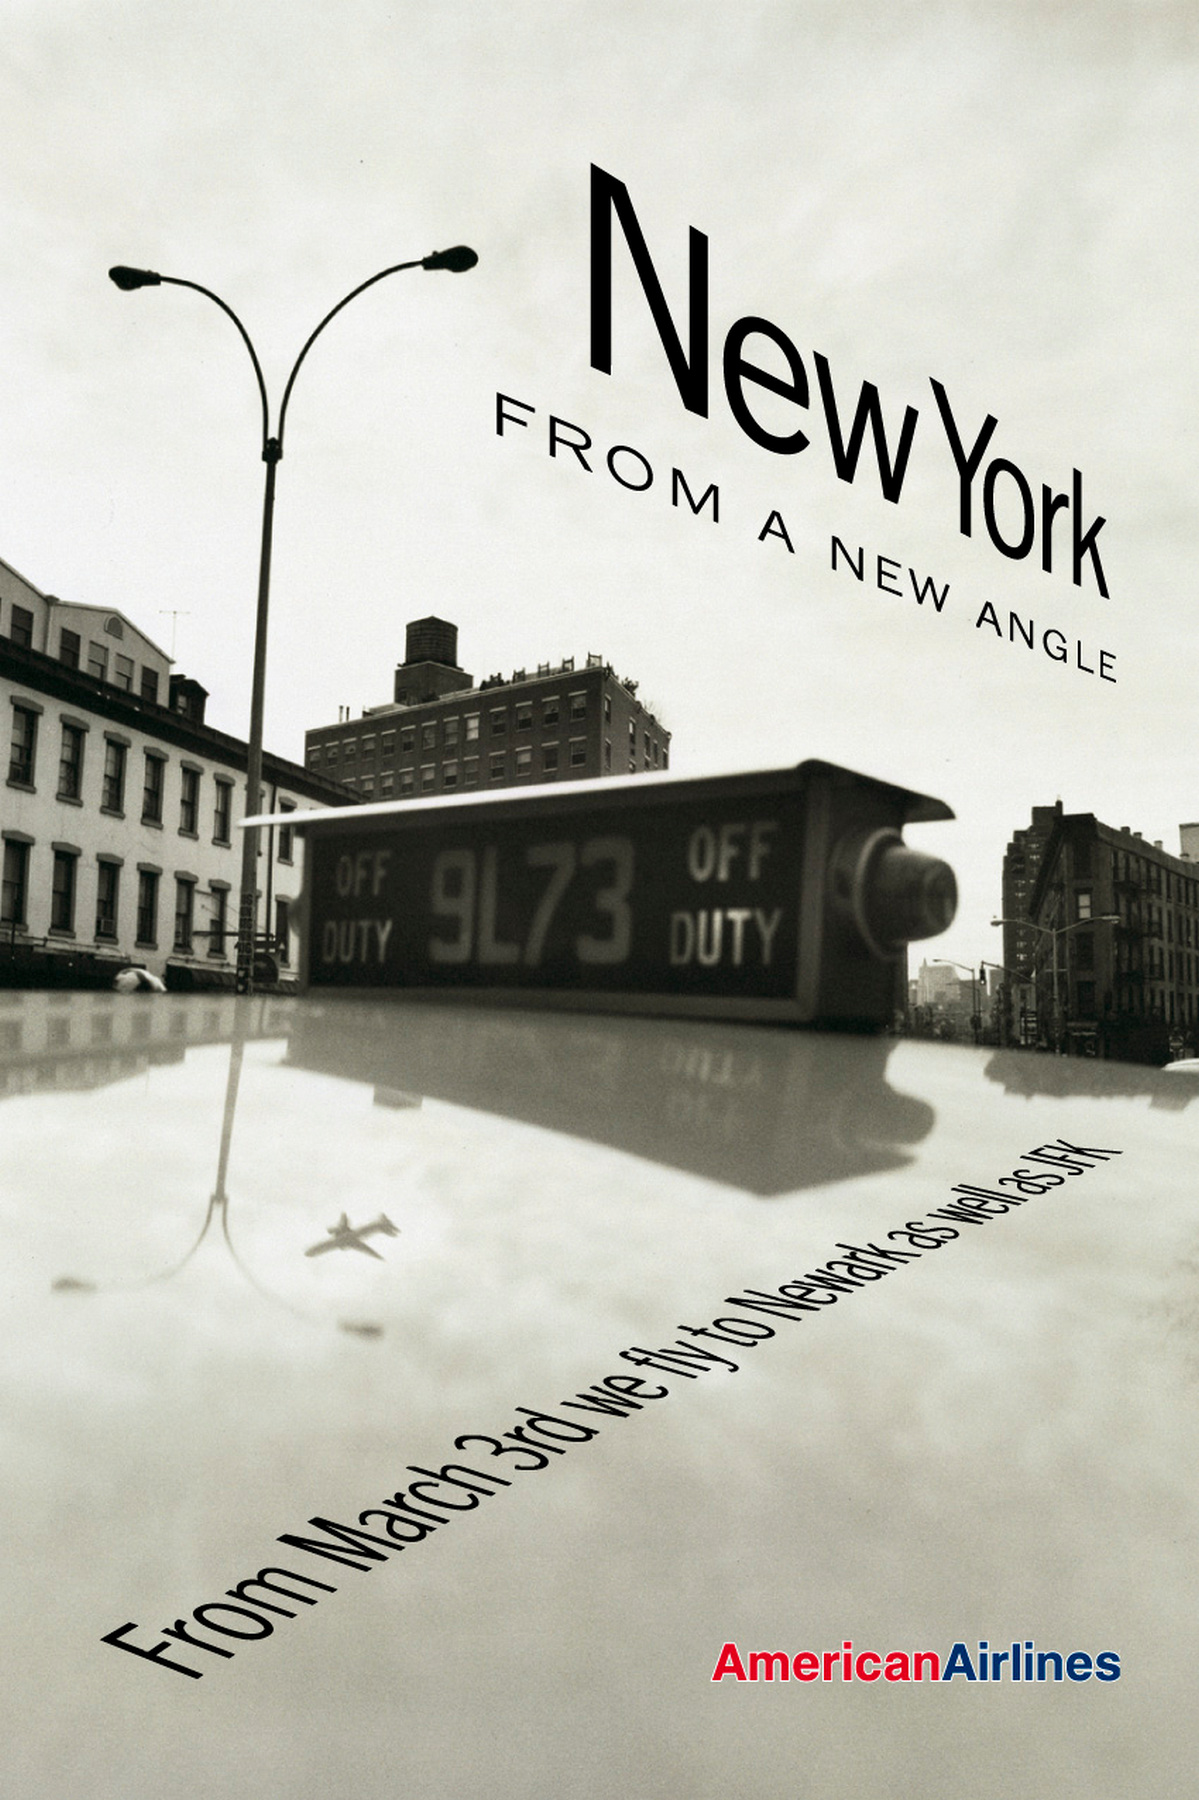 New York
FROM A NEW ANGLE
OFF DUTY
9L73
OFF DUTY
From March 3rd we fly to Newark as well as JFK
AmericanAirlines